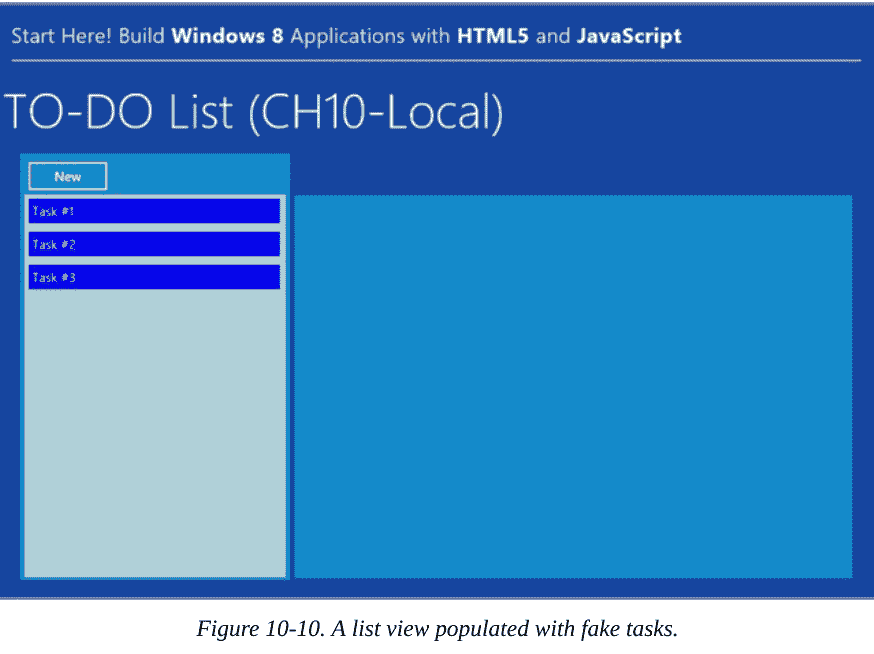 Start Here! Build Windows 8 Applications with HTML5 and JavaScript
TO-DO List (CH10-Local)
New
Task #1
Task #2
Task #3
Figure 10-10. A list view populated with fake tasks.